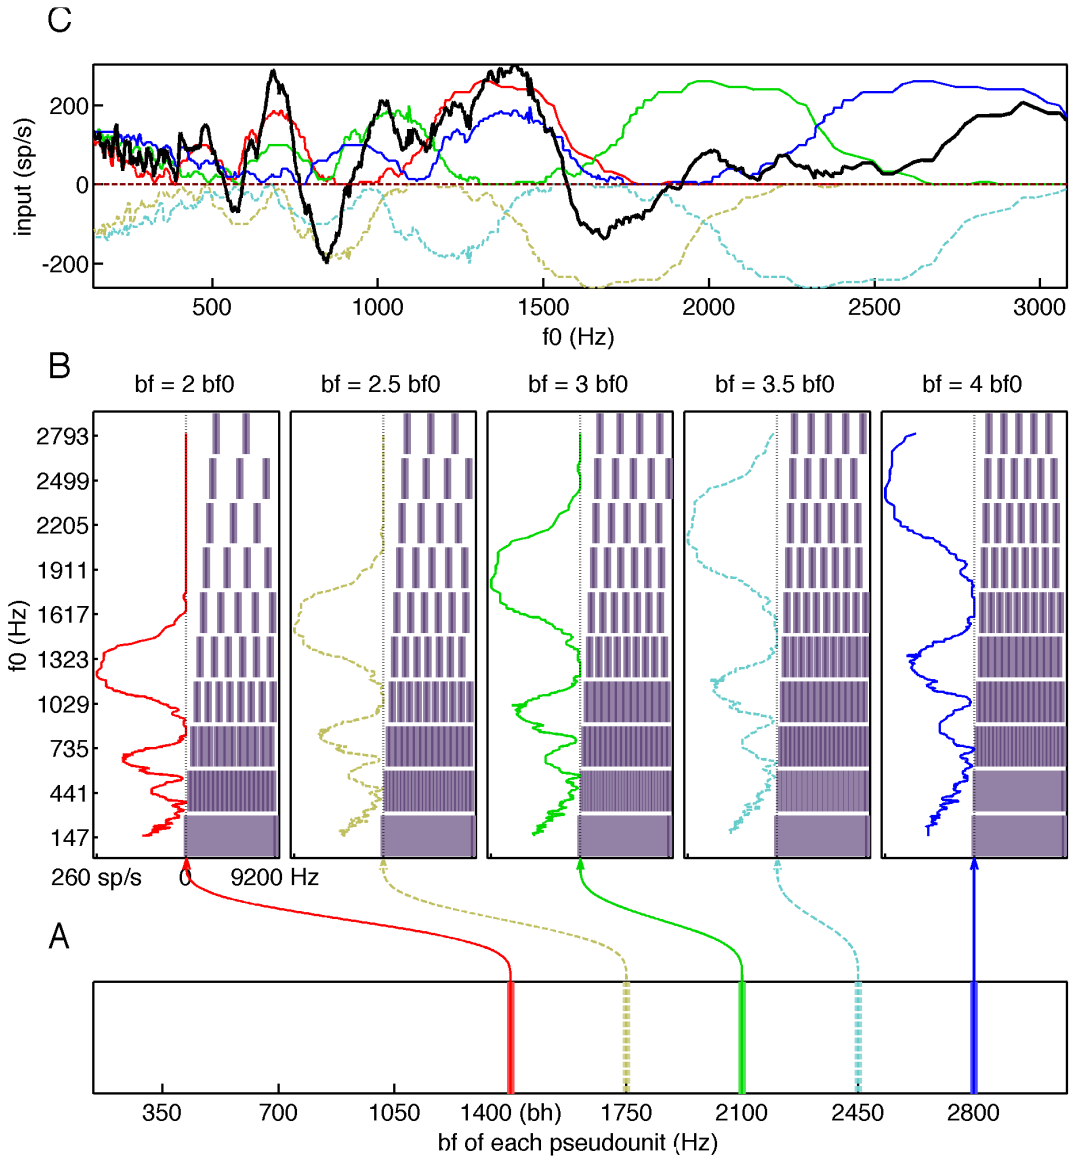 C
200
0
-200
input (sp/s)
500 1000 1500 2000 2500 3000
f0 (Hz)
B
bf = 2 bf0 bf = 2.5 bf0 bf = 3 bf0 bf = 3.5 bf0 bf = 4 bf0
2793
2499
2205
1911
1617
1323
1029
735
441
147
f0 (Hz)
260 sp/s 0 9200 Hz
A
350 700 1050 1400 (bh) 1750 2100 2450 2800
bf of each pseudounit (Hz)